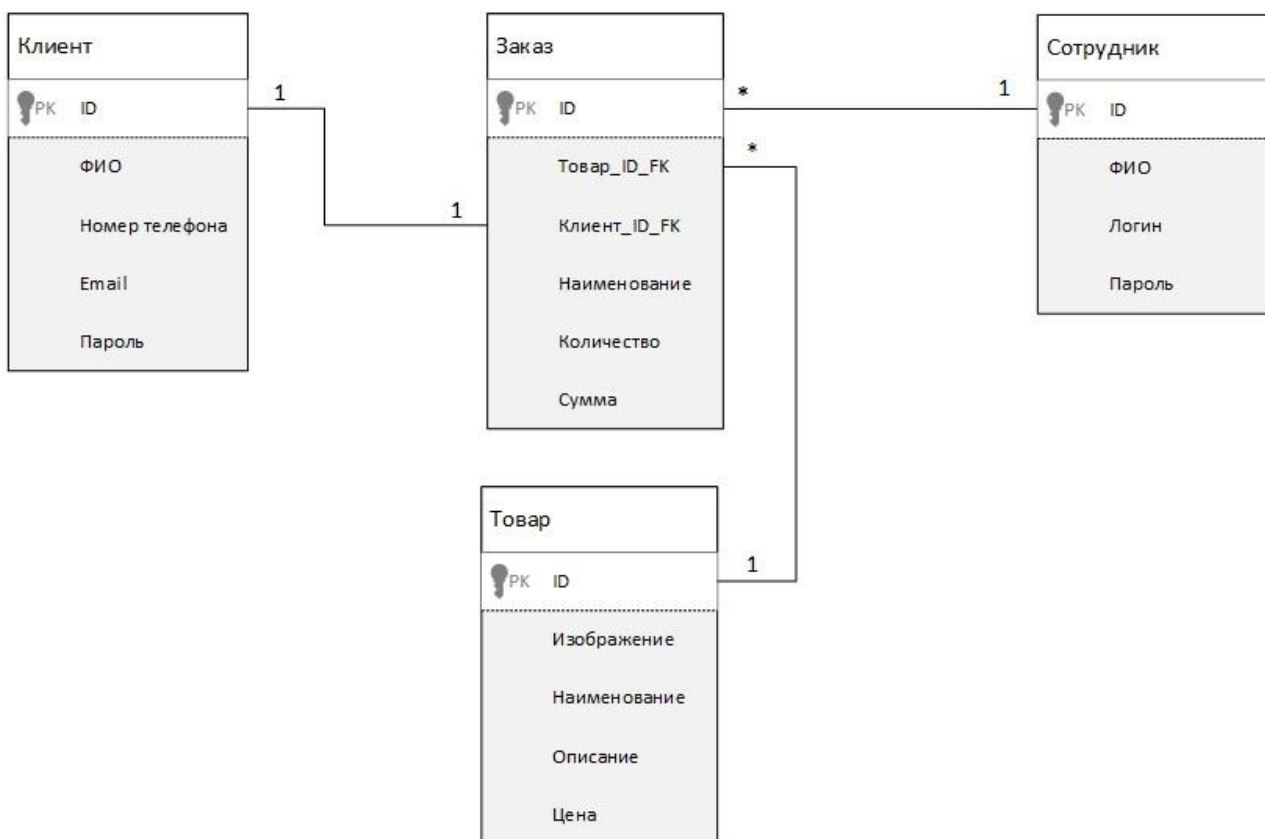 Клиент
PK ID
ФИО
Номер телефона
Email
Пароль
1
1
Заказ
PK ID
Товар_ID_FK
Клиент_ID_FK
Наименование
Количество
Сумма
*
1
*
Сотрудник
PK ID
ФИО
Логин
Пароль
Товар
PK ID
1
Изображение
Наименование
Описание
Цена